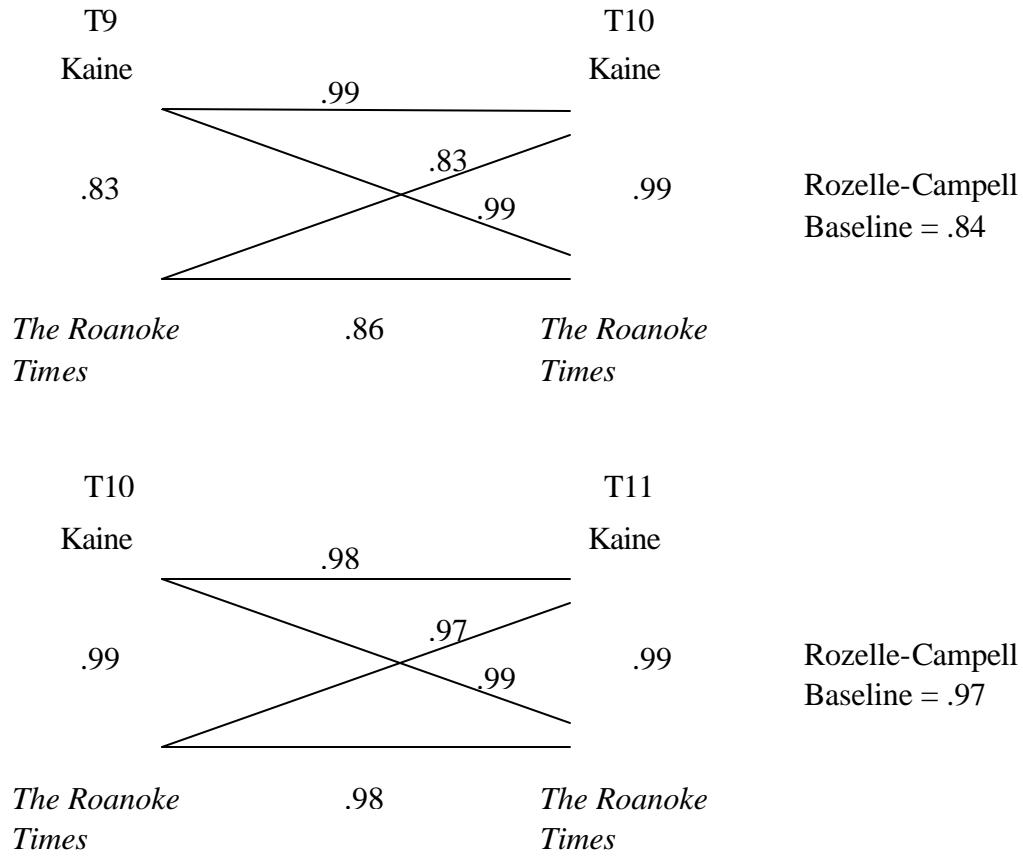 T9 T10
Kaine Kaine
.99
.83
.83 .99 Rozelle-Campell
.99 Baseline = .84
The Roanoke .86 The Roanoke
Times Times
T10 T11
Kaine Kaine
.98
.97
.99 .99 Rozelle-Campell
.99 Baseline = .97
The Roanoke .98 The Roanoke
Times Times